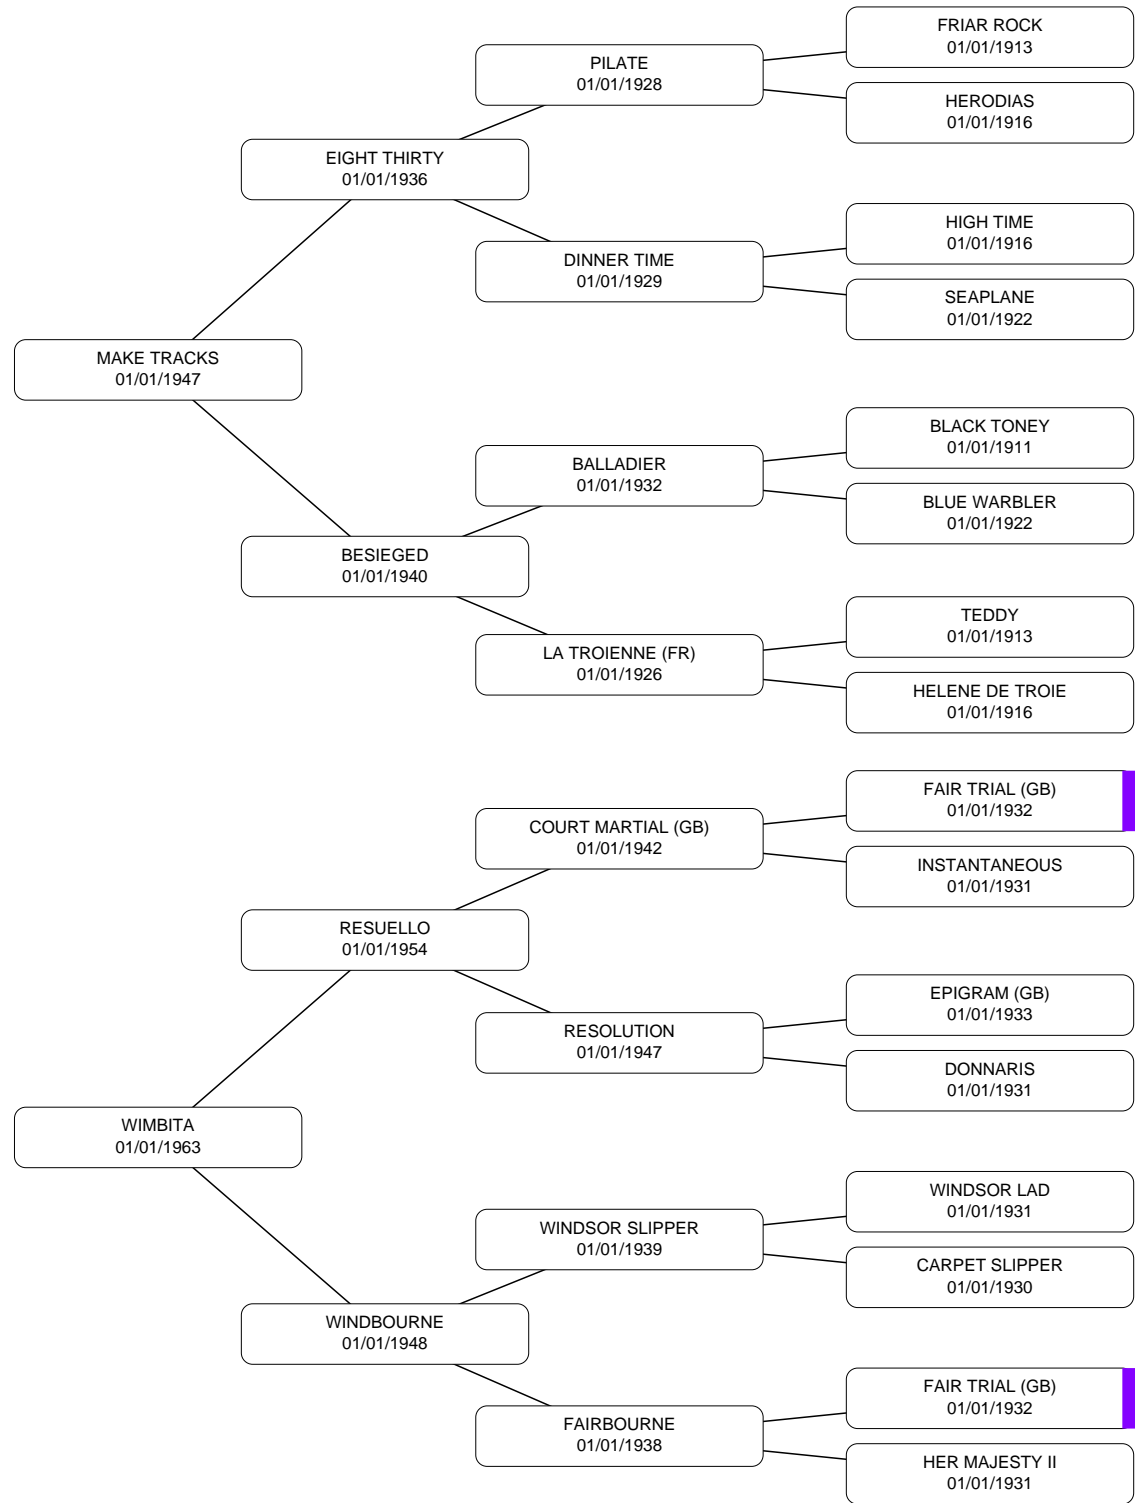 FRIAR ROCK
01/01/1913
PILATE
01/01/1928
HERODIAS
01/01/1916
EIGHT THIRTY
01/01/1936
HIGH TIME
01/01/1916
DINNER TIME
01/01/1929
SEAPLANE
01/01/1922
MAKE TRACKS
01/01/1947
BLACK TONEY
01/01/1911
BALLADIER
01/01/1932
BLUE WARBLER
01/01/1922
BESIEGED
01/01/1940
TEDDY
01/01/1913
LA TROIENNE (FR)
01/01/1926
HELENE DE TROIE
01/01/1916
FAIR TRIAL (GB)
01/01/1932
COURT MARTIAL (GB)
01/01/1942
INSTANTANEOUS
01/01/1931
RESUELLO
01/01/1954
EPIGRAM (GB)
01/01/1933
RESOLUTION
01/01/1947
DONNARIS
01/01/1931
WIMBITA
01/01/1963
WINDSOR LAD
01/01/1931
WINDSOR SLIPPER
01/01/1939
CARPET SLIPPER
01/01/1930
WINDBOURNE
01/01/1948
FAIR TRIAL (GB)
01/01/1932
FAIRBOURNE
01/01/1938
HER MAJESTY II
01/01/1931